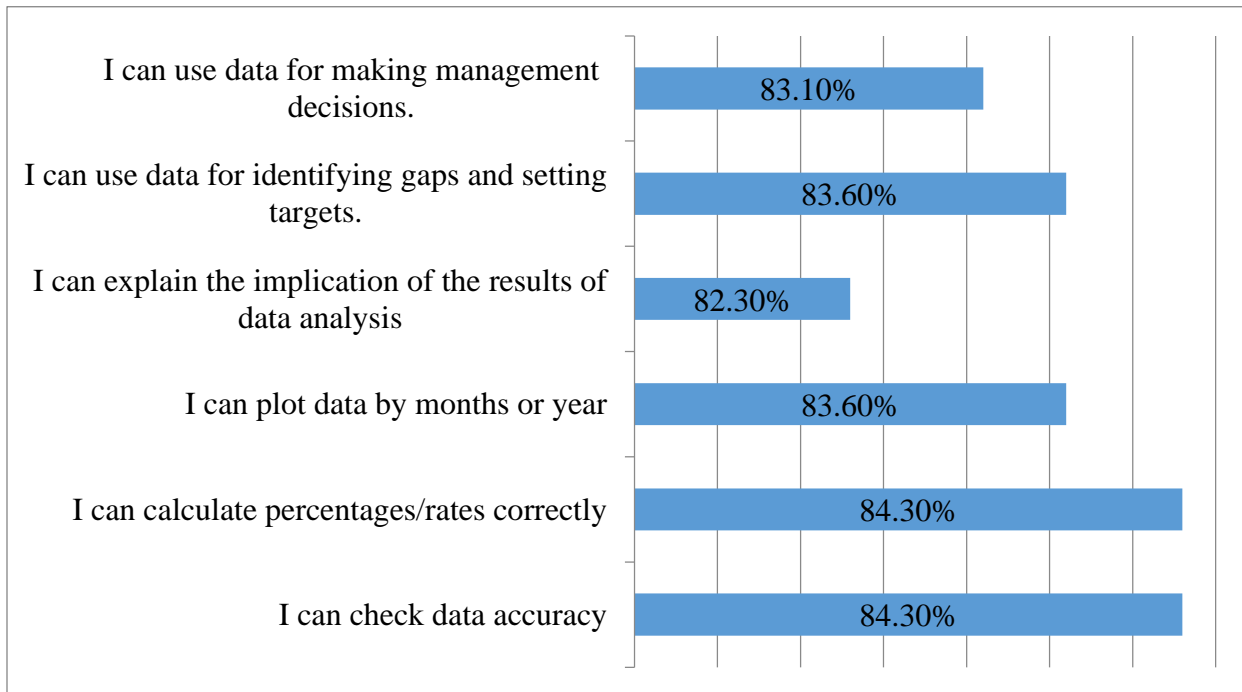 I can use data for making management
decisions.
83.10%
I can use data for identifying gaps and setting
targets.
83.60%
I can explain the implication of the results of
data analysis
82.30%
I can plot data by months or year
83.60%
I can calculate percentages/rates correctly
84.30%
I can check data accuracy
84.30%